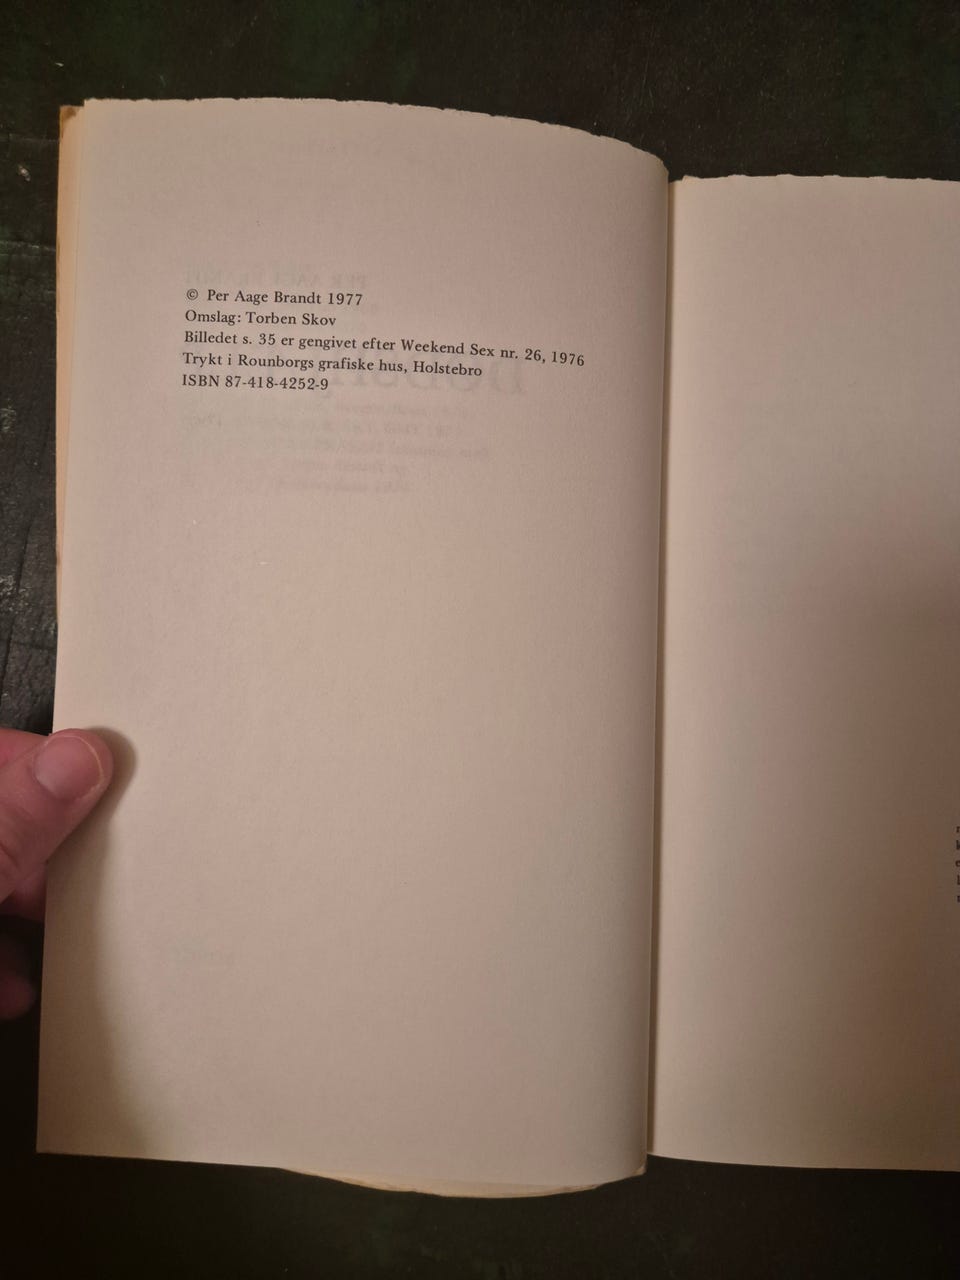 © Per Aage Brandt 1977
Omslag: Torben Skov
Billedet s. 35 er gengivet efter Weekend Sex nr. 26, 1976
Trykt i Rounborgs grafiske hus, Holstebro
ISBN 87-418-4252-9